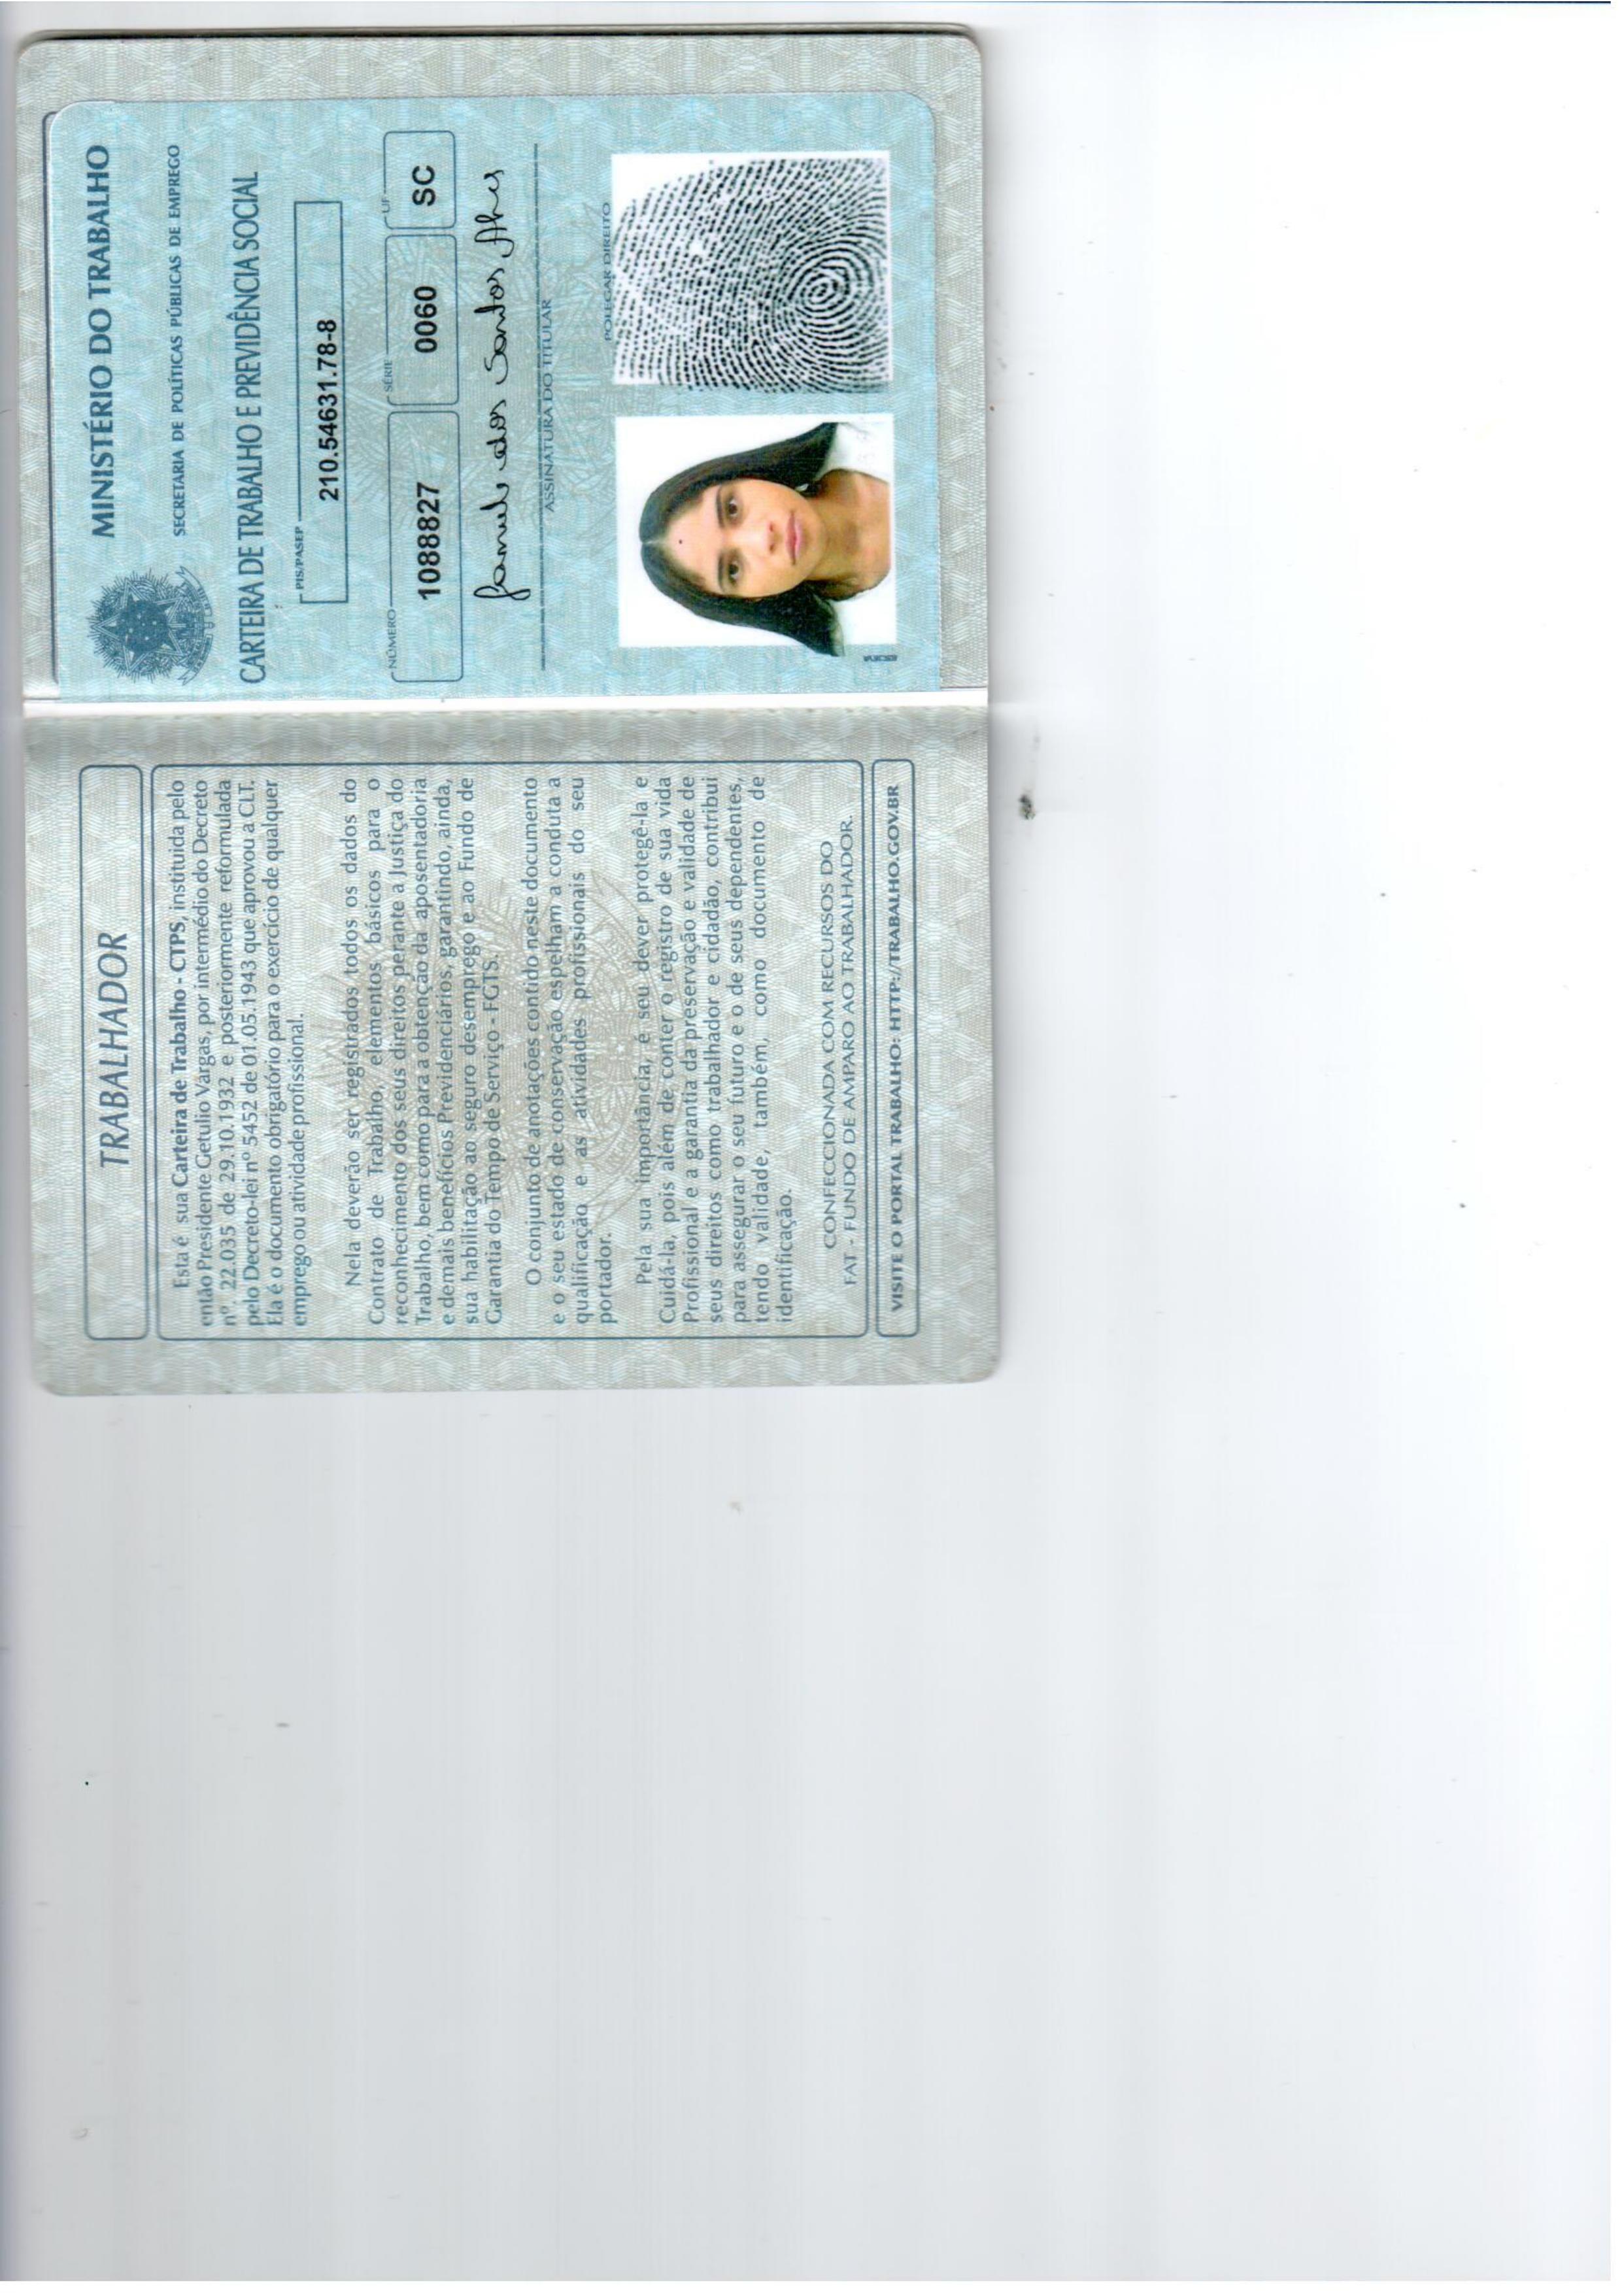 TRABALHADOR
Esta é sua Carteira de Trabalho - CTPS, instituida pelo
então Presidente Getulio Vargas, por intermédio do Decreto
nº. 22.035 de 29.10.1932 e posteriormente reformulada
pelo Decreto-lei nº 5452 de 01.05.1943 que aprovou a CLT.
Ela é o documento obrigatório para o exercício de qualquer
emprego ou atividade profissional.
Nela deverão ser registrados todos os dados do
Contrato de Trabalho, elementos básicos para o
reconhecimento dos seus direitos perante a Justiça do
Trabalho, bem como para a obtenção da aposentadoria
e demais benefícios Previdenciários, garantindo, ainda,
sua habilitação ao seguro desemprego e ao Fundo de
Garantia do Tempo de Serviço - FGTS.
O conjunto de anotações contido neste documento
e o seu estado de conservação espelham a conduta a
qualificação e as atividades profissionais do seu
portador.
Pela sua importância, é seu dever protegê-la e
Cuidá-la, pois além de conter o registro de sua vida
Profissional e a garantia da preservação e validade de
seus direitos como trabalhador e cidadão, contribui
para assegurar o seu futuro e o de seus dependentes,
tendo validade, também, como documento de
identificação.
CONFECCIONADA COM RECURSOS DO
FAT - FUNDO DE AMPARO AO TRABALHADOR.
VISITE O PORTAL TRABALHO: HTTP://TRABALHO.GOV.BR
MINISTÉRIO DO TRABALHO
SECRETARIA DE POLÍTICAS PÚBLICAS DE EMPREGO
CARTEIRA DE TRABALHO E PREVIDÊNCIA SOCIAL
PIS/PASEP
210.54631.78-8
NÚMERO SÉRIE UF
1088827 0060 SC
dos Santos
ASSINATURA DO TITULAR
POLEGAR DIREITO